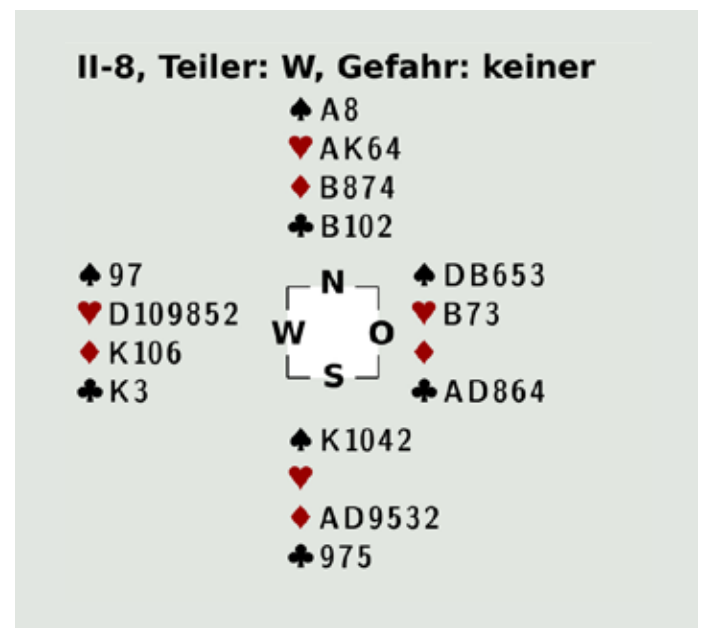 II-8, Teiler: W, Gefahr: keiner
♠ A8
♥ AK64
♦ B874
♣ B102
♠ 97
♥ D109852
♦ K106
♣ K3
N
W O
S
♠ DB653
♥ B73
♦
♣ AD864
♠ K1042
♥
♦ AD9532
♣ 975